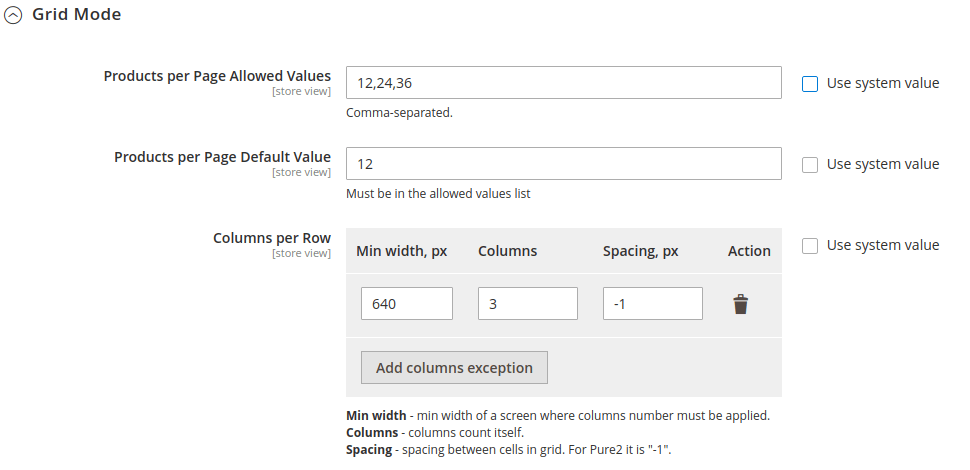 Grid Mode
Products per Page Allowed Values
[store view]
12,24,36
Use system value
Comma-separated.
Products per Page Default Value
[store view]
12
Use system value
Must be in the allowed values list
Columns per Row
[store view]
Min width, px Columns Spacing, px Action
Use system value
640 3 -1
Add columns exception
Min width - min width of a screen where columns number must be applied.
Columns - columns count itself.
Spacing - spacing between cells in grid. For Pure2 it is "-1".